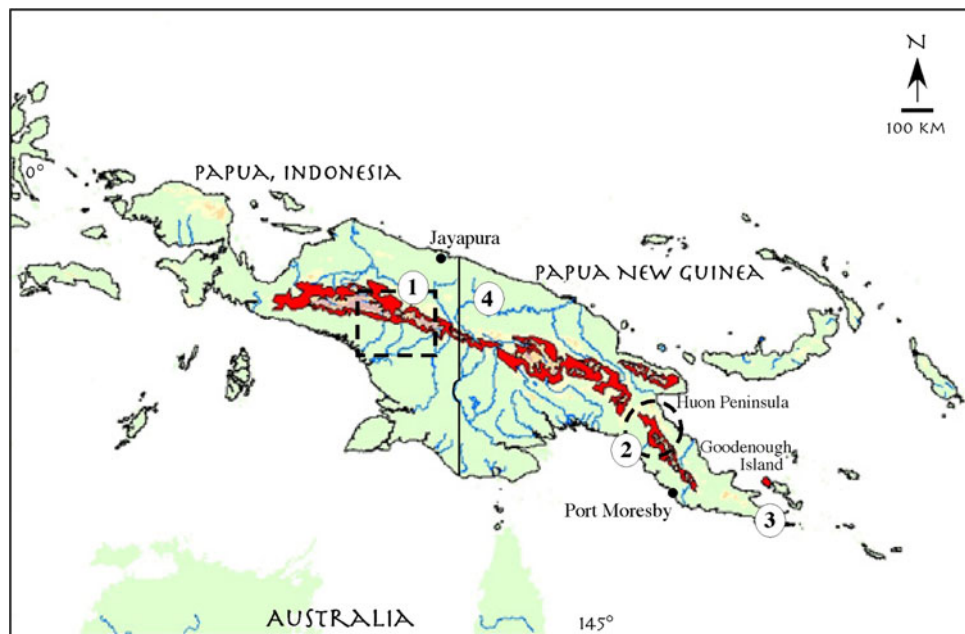 N
100 KM
0°
PAPUA, INDONESIA
Jayapura
PAPUA NEW GUINEA
1
4
Huon Peninsula
2
Goodenough
Island
Port Moresby
3
AUSTRALIA
145°